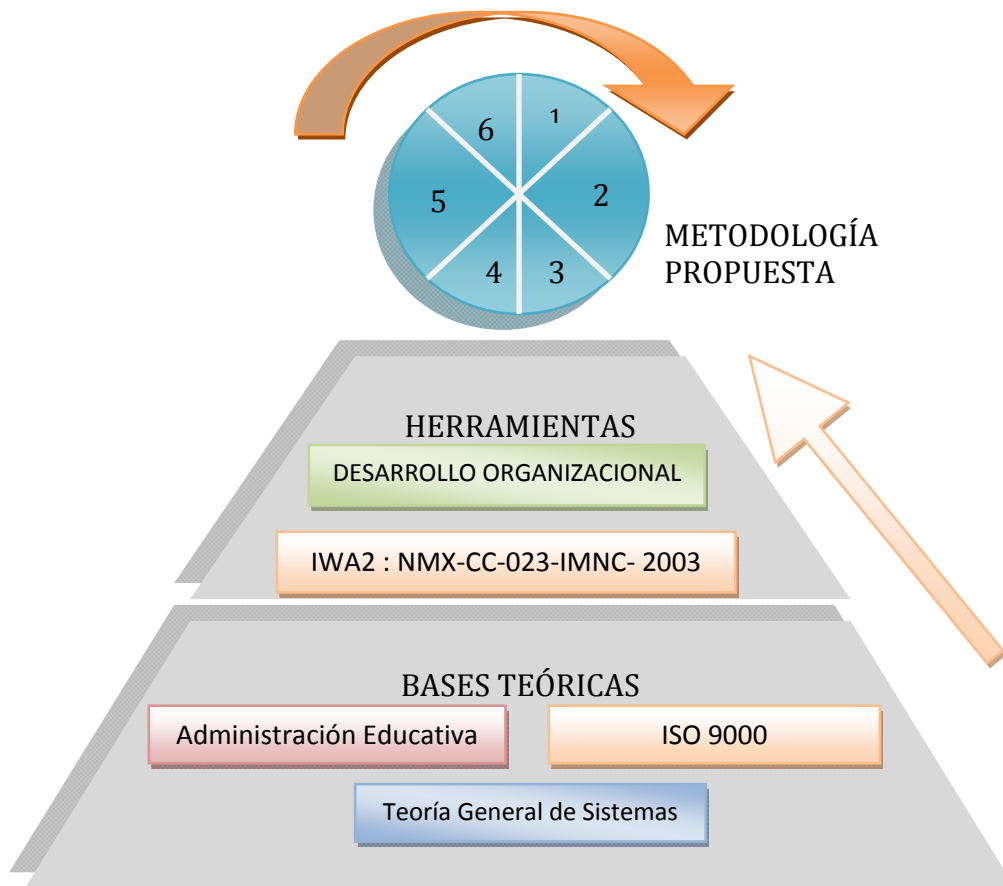 6
1
5
2
4
3
METODOLOGÍA
PROPUESTA
HERRAMIENTAS
DESARROLLO ORGANIZACIONAL
IWA2 : NMX-CC-023-IMNC- 2003
BASES TEÓRICAS
Administración Educativa
ISO 9000
Teoría General de Sistemas